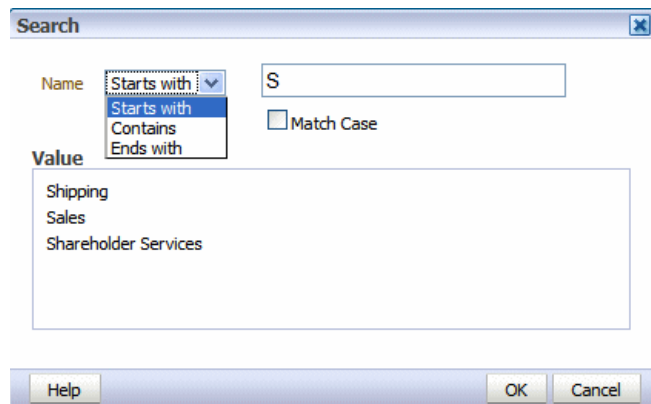 Search
Name Starts with S
Starts with
Contains
Ends with
Match Case
Value
Shipping
Sales
Shareholder Services
Help OK Cancel